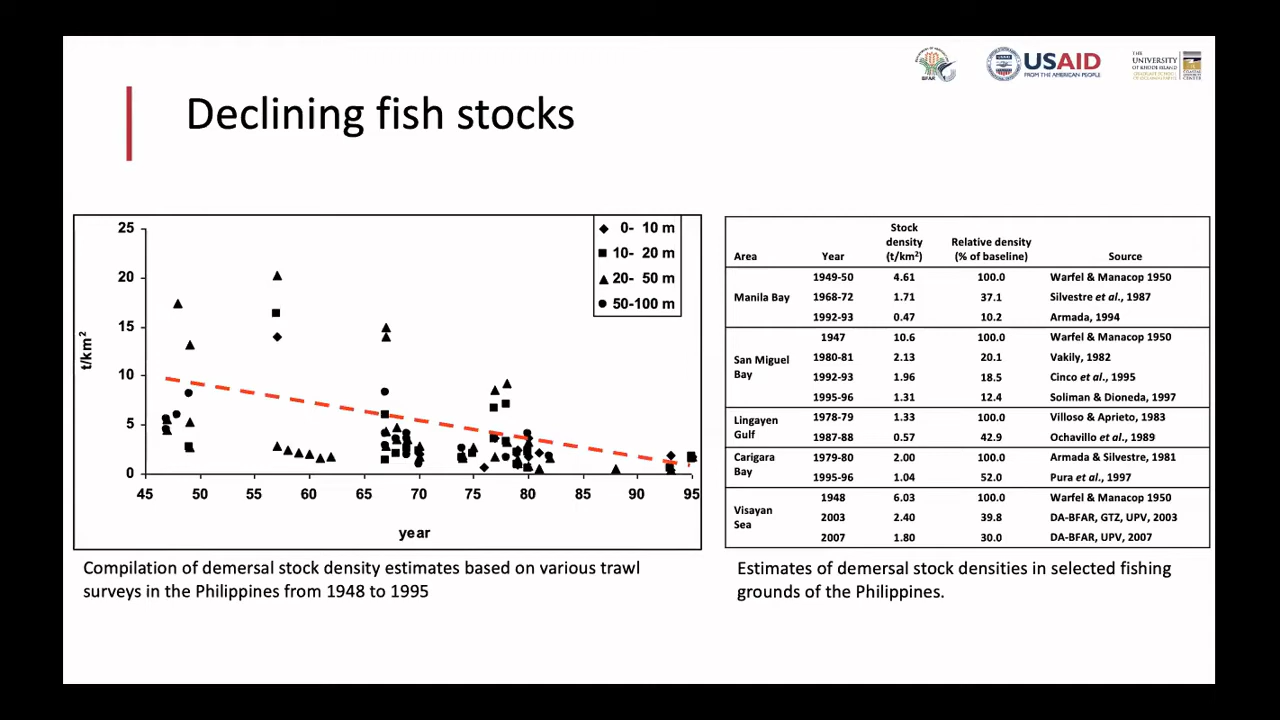 USAID
FROM THE AMERICAN PEOPLE
THE
UNIVERSITY
OF RHODE ISLAND
Declining fish stocks
25
20
15
10
5
0
t/km²
45 50 55 60 65 70 75 80 85 90 95
year
0- 10 m
10- 20 m
20- 50 m
50-100 m
Compilation of demersal stock density estimates based on various trawl
surveys in the Philippines from 1948 to 1995
Area Year Stock density (t/km²) Relative density (% of baseline) Source
Manila Bay 1949-50 4.61 100.0 Warfel & Manacop 1950
1968-72 1.71 37.1 Silvestre et al., 1987
1992-93 0.47 10.2 Armada, 1994
San Miguel Bay 1947 10.6 100.0 Warfel & Manacop 1950
1980-81 2.13 20.1 Vakily, 1982
1992-93 1.96 18.5 Cinco et al., 1995
1995-96 1.31 12.4 Soliman & Dioneda, 1997
Lingayen Gulf 1978-79 1.33 100.0 Villoso & Aprieto, 1983
1987-88 0.57 42.9 Ochavillo et al., 1989
Carigara Bay 1979-80 2.00 100.0 Armada & Silvestre, 1981
1995-96 1.04 52.0 Pura et al., 1997
Visayan Sea 1948 6.03 100.0 Warfel & Manacop 1950
2003 2.40 39.8 DA-BFAR, GTZ, UPV, 2003
2007 1.80 30.0 DA-BFAR, UPV, 2007
Estimates of demersal stock densities in selected fishing
grounds of the Philippines.